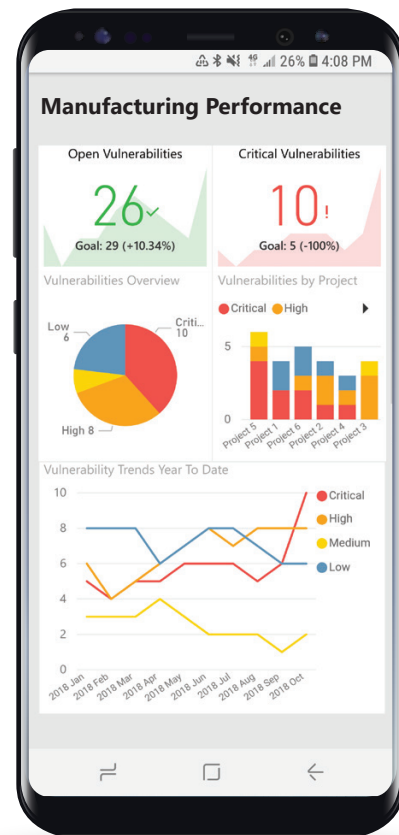 26% 4:08 PM
Manufacturing Performance
Open Vulnerabilities
26
Goal: 29 (+10.34%)
Critical Vulnerabilities
10!
Goal: 5 (-100%)
Vulnerabilities Overview
Low
6
Criti...
10
High 8
Vulnerabilities by Project
Critical High
5
0
Project 5
Project 1
Project 6
Project 2
Project 4
Project 3
Vulnerability Trends Year To Date
10
8
6
4
2
0
2018 Jan
2018 Feb
2018 Mar
2018 Apr
2018 May
2018 Jun
2018 Jul
2018 Aug
2018 Sep
2018 Oct
Critical
High
Medium
Low